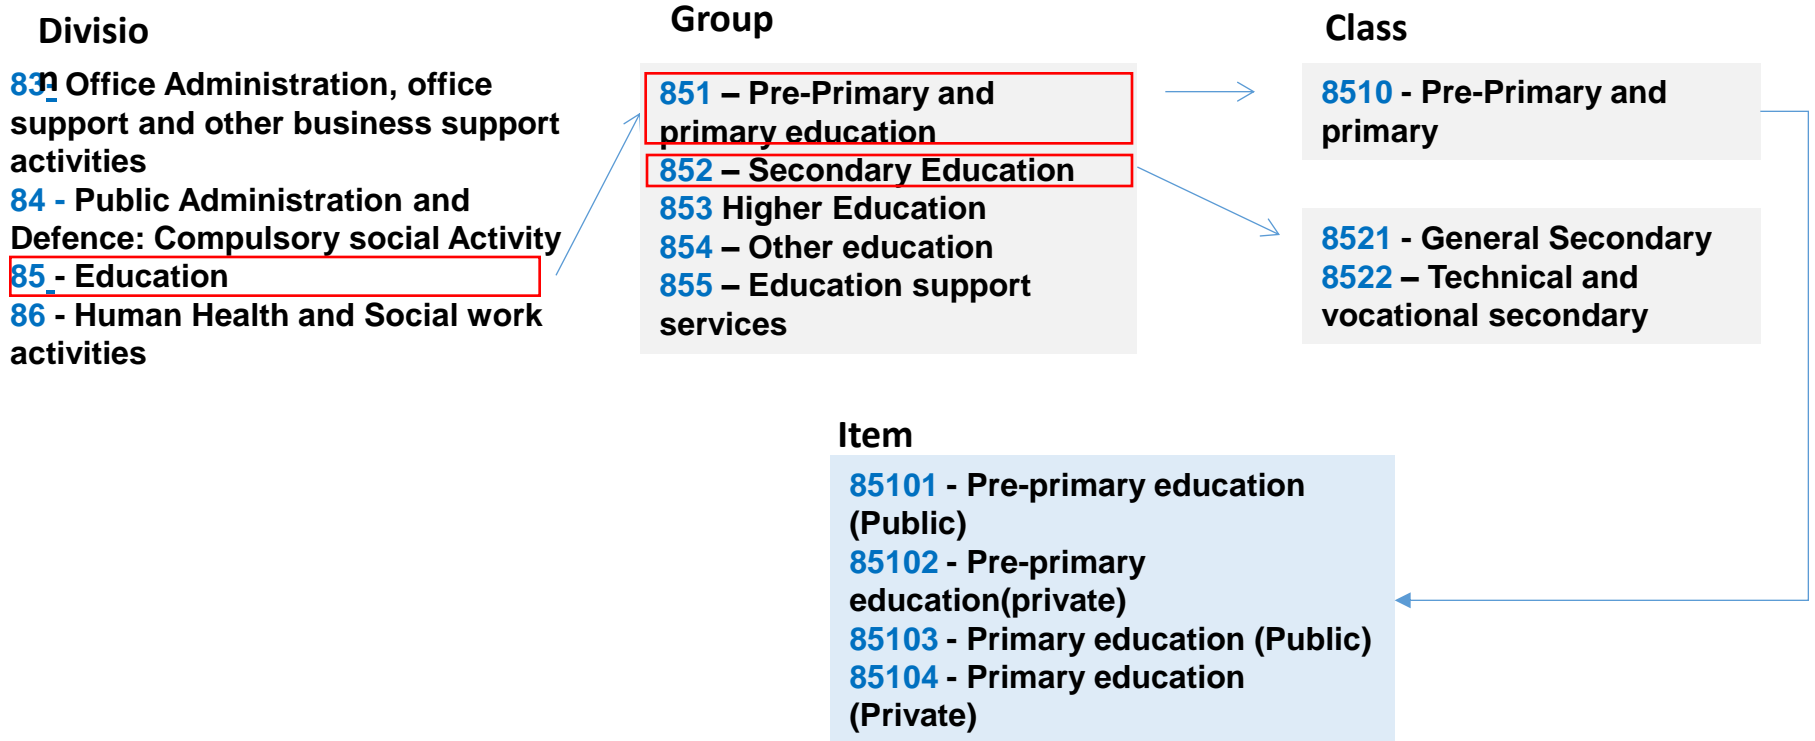 Divisio
n
83- Office Administration, office
support and other business support
activities
84 - Public Administration and
Defence: Compulsory social Activity
85 - Education
86 - Human Health and Social work
activities
Group
851 – Pre-Primary and
primary education
852 – Secondary Education
853 Higher Education
854 – Other education
855 – Education support
services
Class
8510 - Pre-Primary and
primary
8521 - General Secondary
8522 – Technical and
vocational secondary
Item
85101 - Pre-primary education
(Public)
85102 - Pre-primary
education(private)
85103 - Primary education (Public)
85104 - Primary education
(Private)